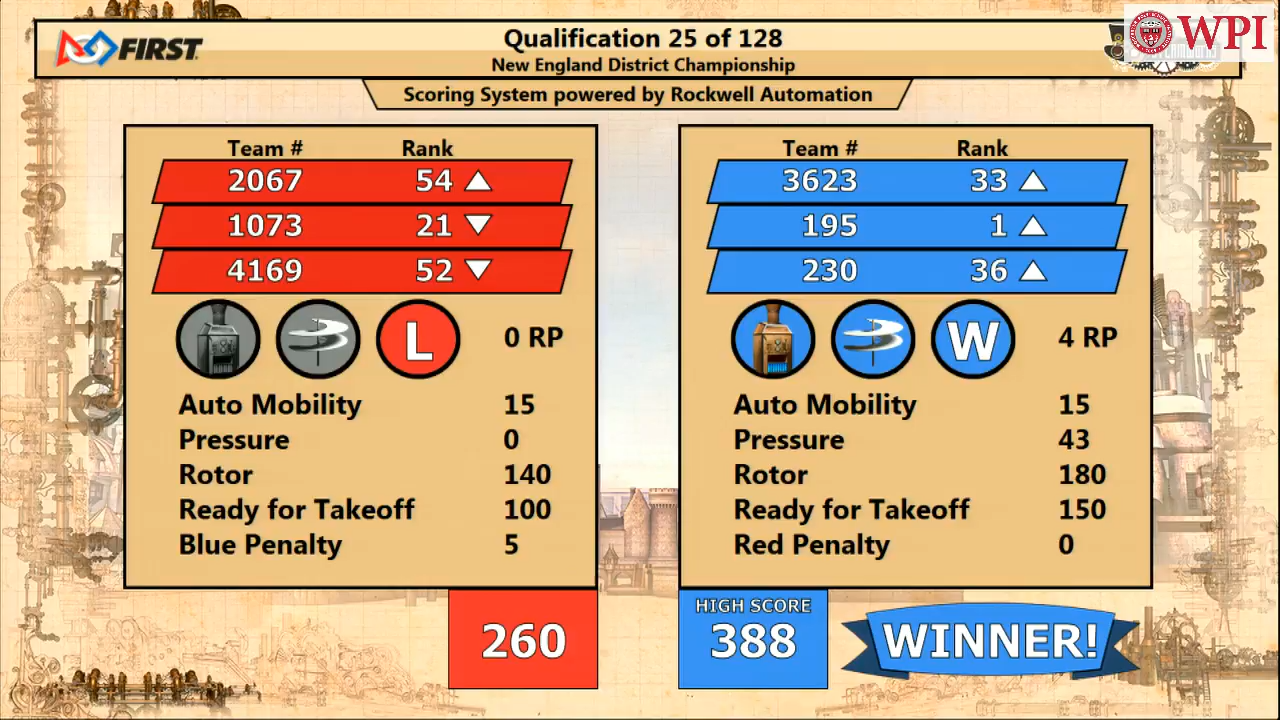 FIRST
Qualification 25 of 128
New England District Championship
WPI
Scoring System powered by Rockwell Automation
Team # Rank
2067 54
1073 21
4169 52
L 0 RP
Auto Mobility 15
Pressure 0
Rotor 140
Ready for Takeoff 100
Blue Penalty 5
260
Team # Rank
3623 33
195 1
230 36
W 4 RP
Auto Mobility 15
Pressure 43
Rotor 180
Ready for Takeoff 150
Red Penalty 0
HIGH SCORE
388
WINNER!